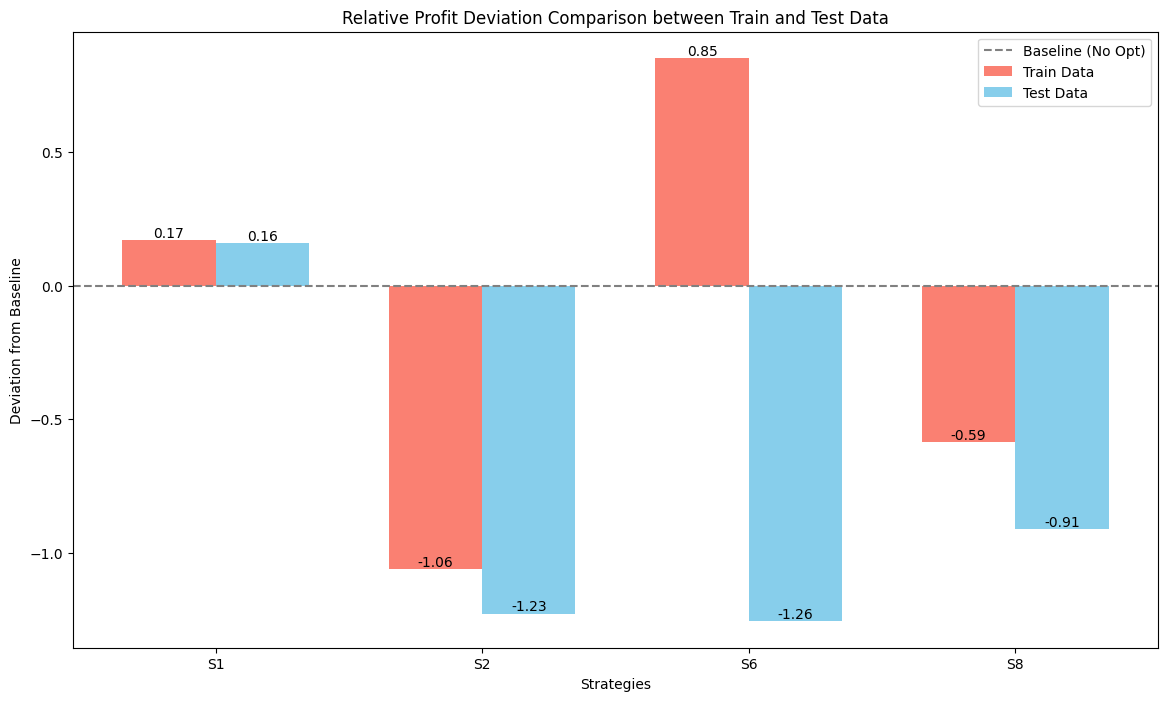 Relative Profit Deviation Comparison between Train and Test Data
Baseline (No Opt)
Train Data
Test Data
Deviation from Baseline
0.5
0.0
−0.5
−1.0
0.17
0.16
-1.06
-1.23
0.85
-1.26
-0.59
-0.91
S1
S2
S6
S8
Strategies